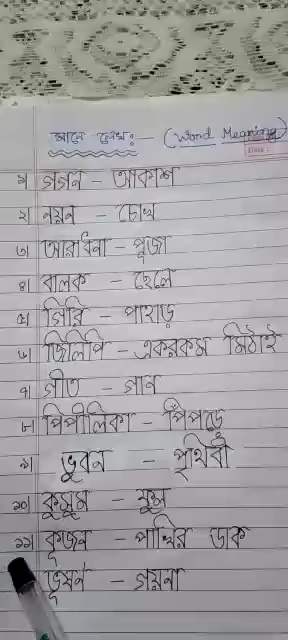 মানে লেখ:— (Word Meaning)
১) গগন – আকাশ
২) নয়ন – চোখ
৩) আরাধনা – পূজা
৪) বালক – ছেলে
৫) গিরি – পাহাড়
৬) জিলিপি – একরকম মিঠাই
৭) গীত – গান
৮) পিপীলিকা – পিঁপড়ে
৯) ভুবন – পৃথিবী
১০) কুসুম – ফুল
১১) কূজন – পাখির ডাক
ভূষণ – গয়না